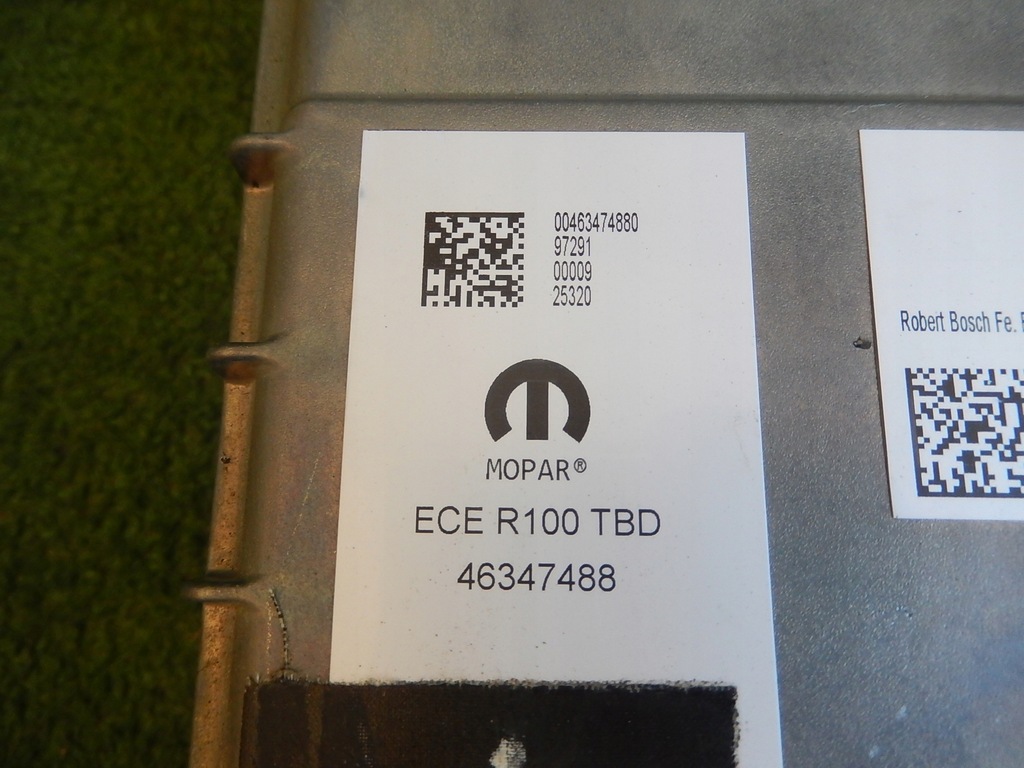 00463474880
97291
00009
25320
MOPAR®
ECE R100 TBD
46347488
Robert Bosch Fe.